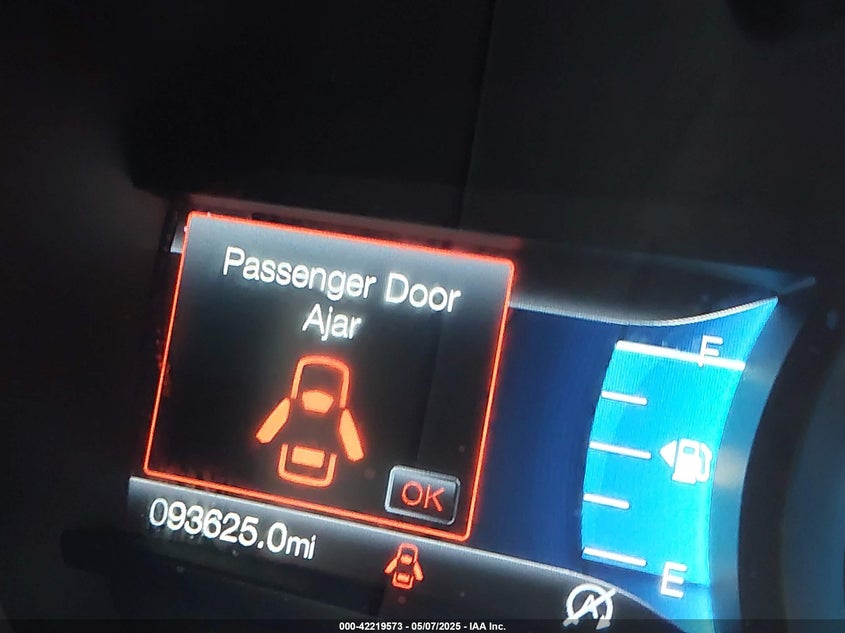 Passenger Door
Ajar
OK
093625.0mi
F
E
A
000-42219573 - 05/07/2025 - IAA Inc.